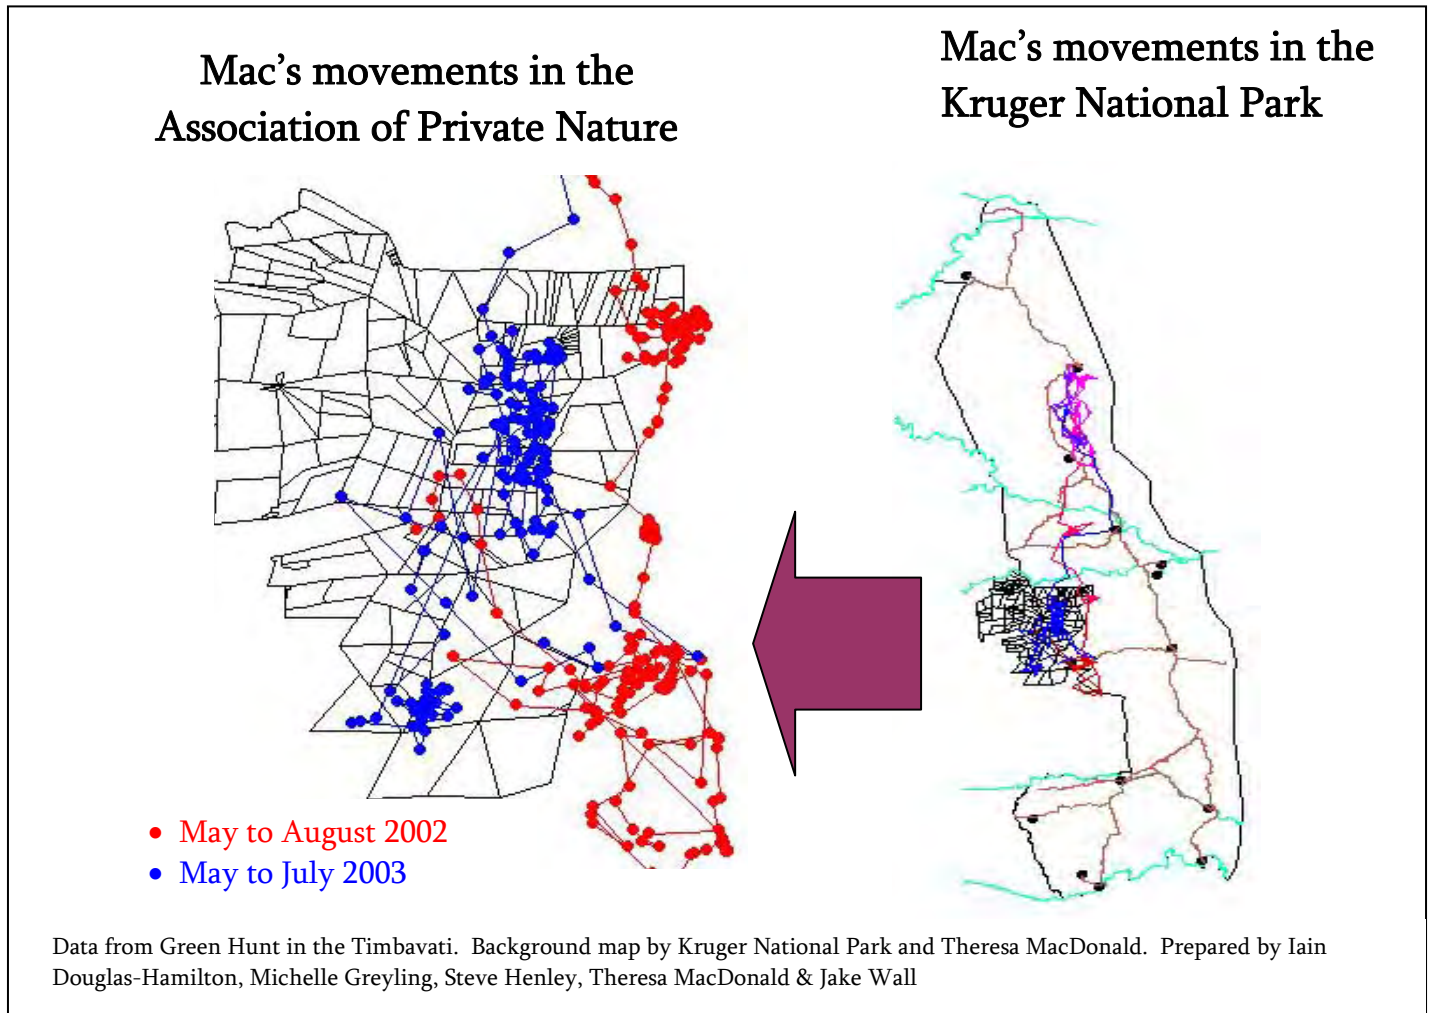 Mac's movements in the
Association of Private Nature
Mac's movements in the
Kruger National Park
• May to August 2002
• May to July 2003
Data from Green Hunt in the Timbavati.  Background map by Kruger National Park and Theresa MacDonald.  Prepared by Iain
Douglas-Hamilton, Michelle Greyling, Steve Henley, Theresa MacDonald & Jake Wall